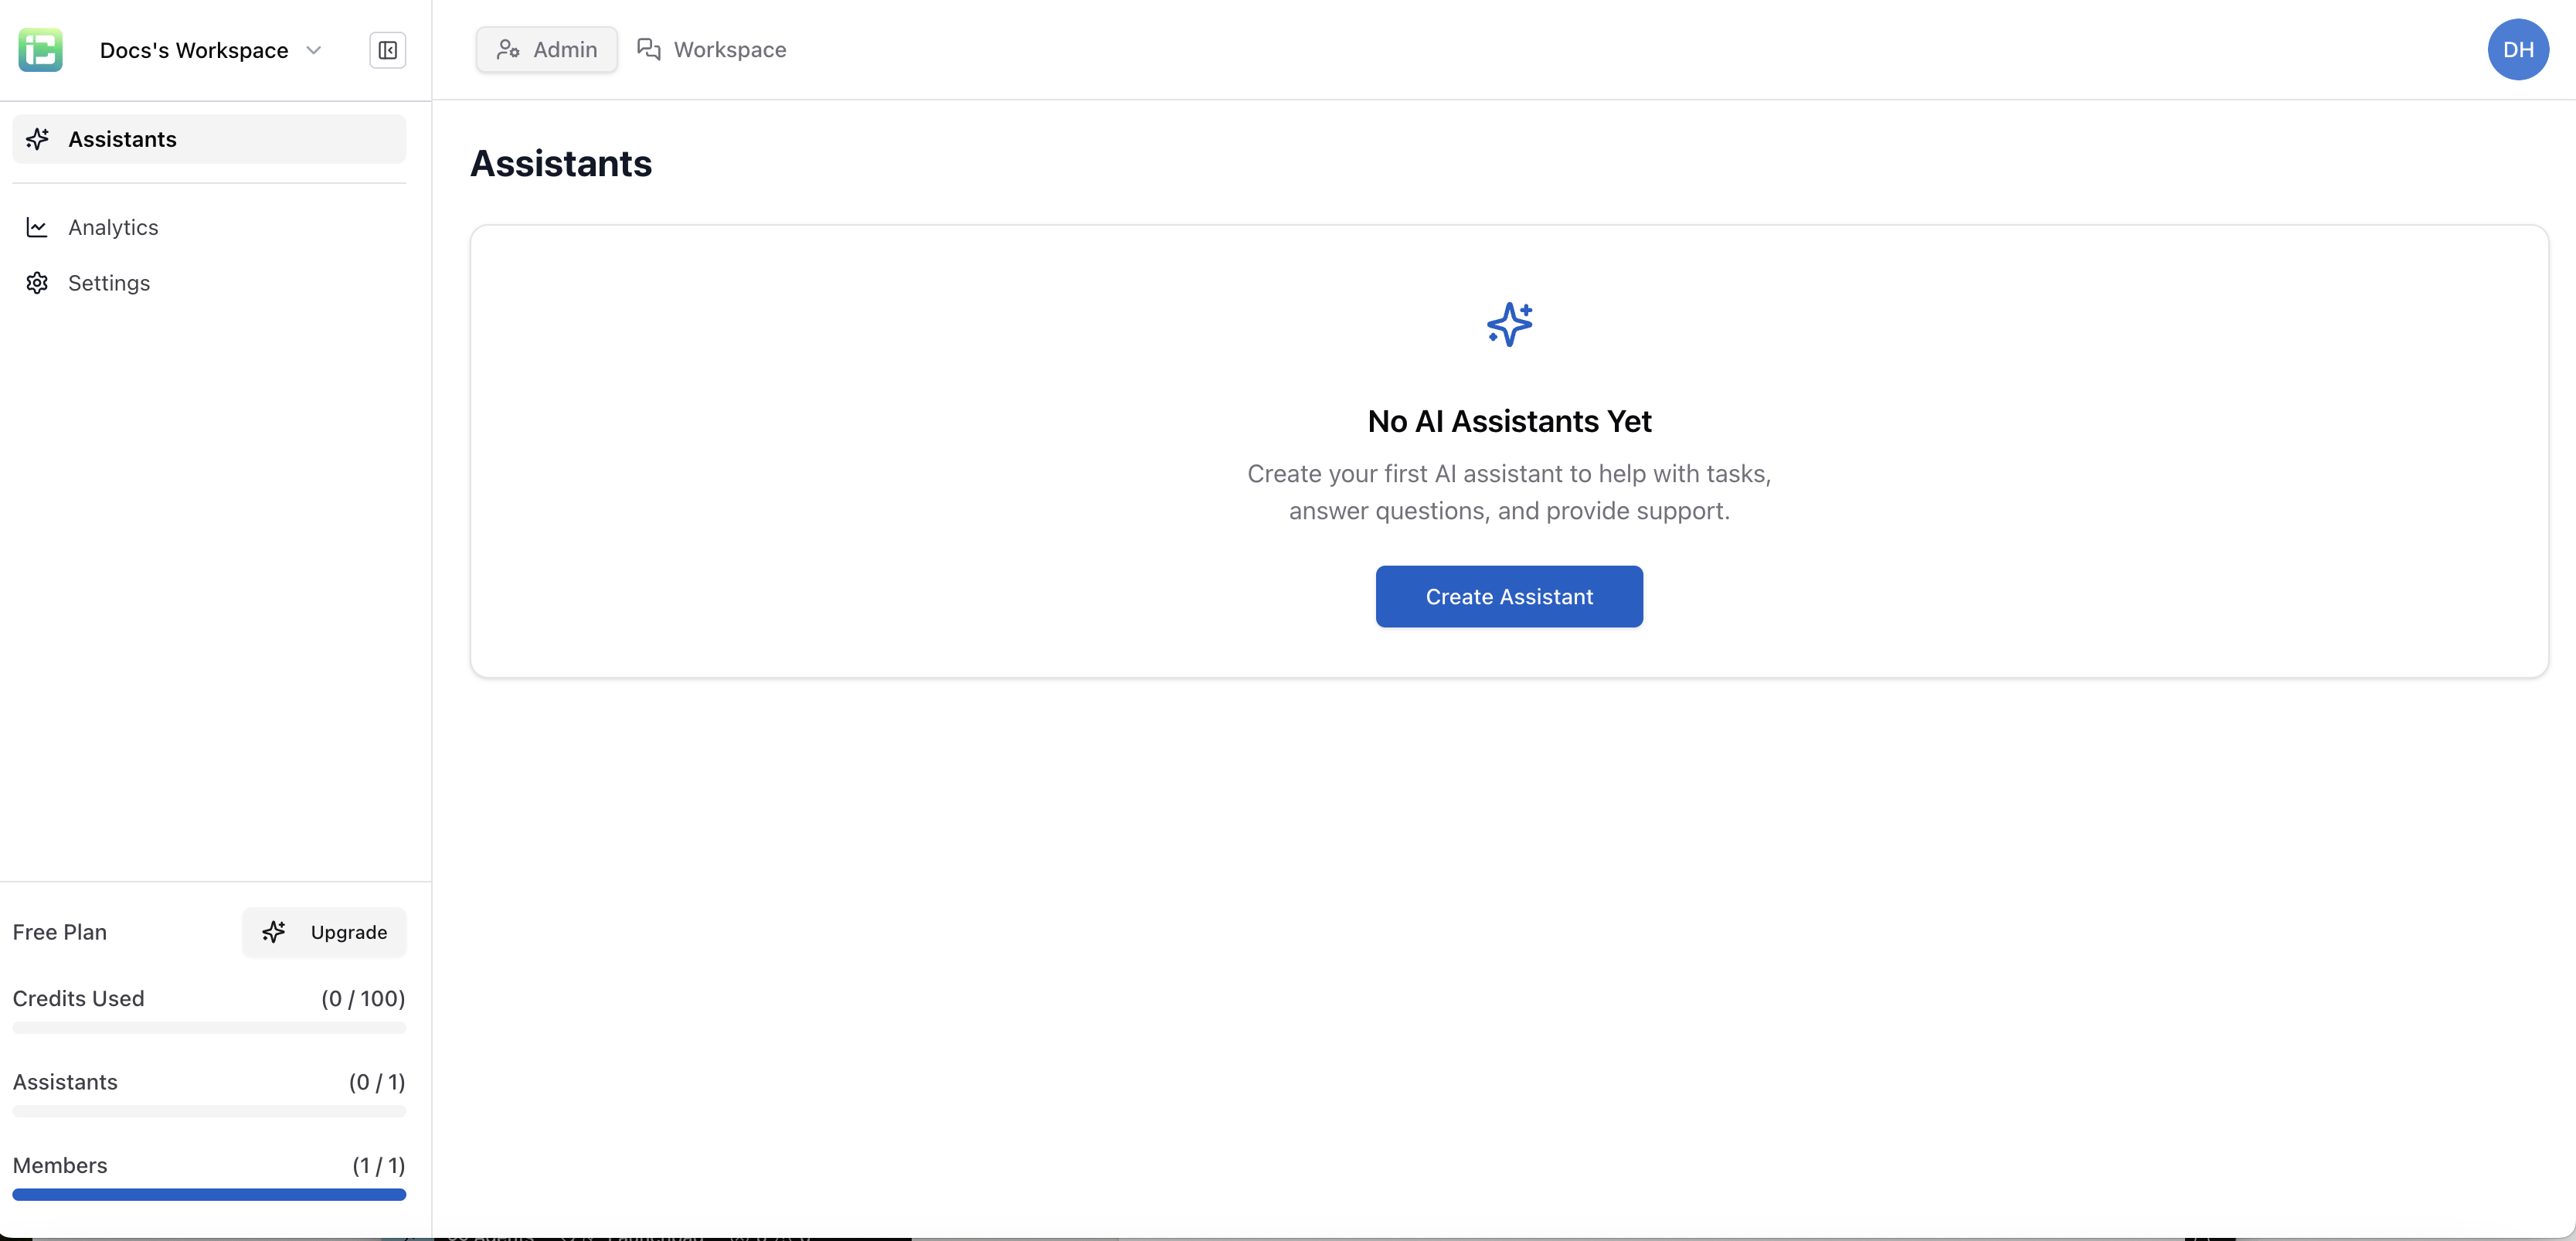 Docs's Workspace
Admin
Workspace
DH
Assistants
Analytics
Settings
Assistants
No AI Assistants Yet
Create your first AI assistant to help with tasks,
answer questions, and provide support.
Create Assistant
Free Plan
Upgrade
Credits Used (0 / 100)
Assistants (0 / 1)
Members (1 / 1)